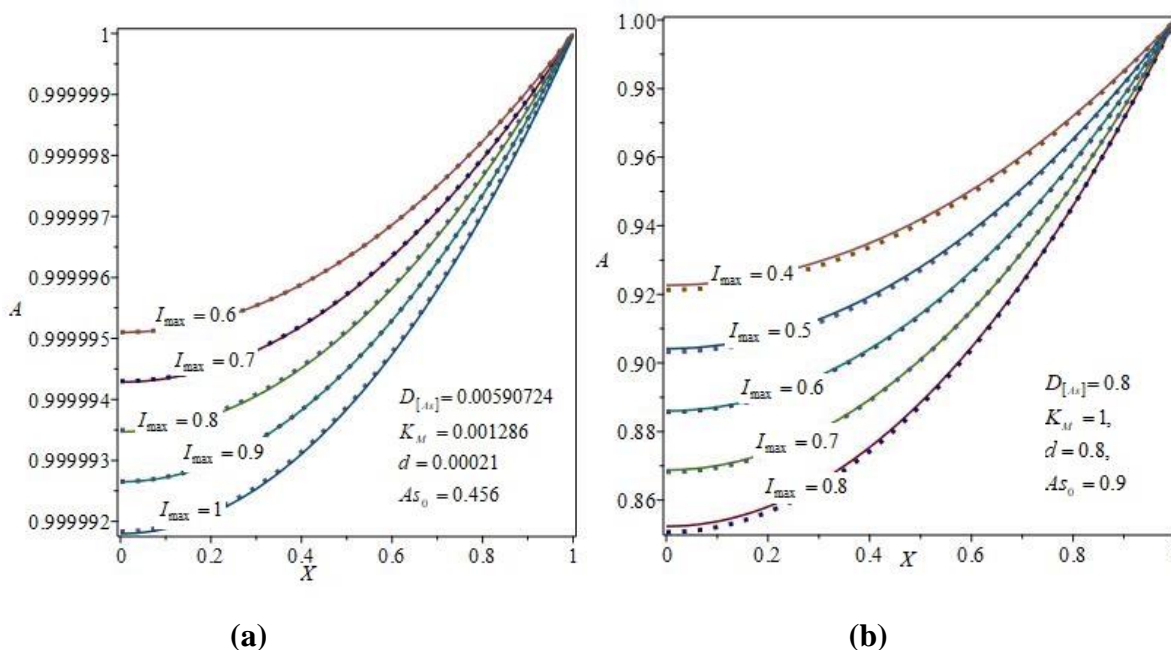 1
0.999999
0.999998
0.999997
0.999996
A
0.999995
0.999994
0.999993
0.999992
I_max = 0.6
I_max = 0.7
I_max = 0.8
I_max = 0.9
I_max = 1
D_[As] = 0.00590724
K_M = 0.001286
d = 0.00021
As_0 = 0.456
0 0.2 0.4 0.6 0.8 1
X
(a)
1.00
0.98
0.96
0.94
A
0.92
0.90
0.88
0.86
I_max = 0.4
I_max = 0.5
I_max = 0.6
I_max = 0.7
I_max = 0.8
D_[As] = 0.8
K_M = 1,
d = 0.8,
As_0 = 0.9
0 0.2 0.4 0.6 0.8
X
(b)